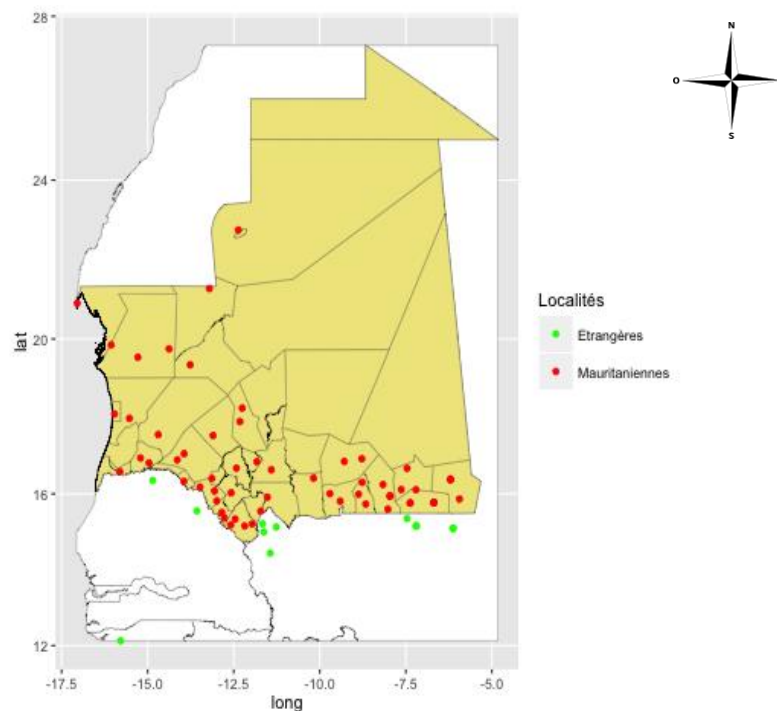 28
N
O
S
24
lat
20
16
12
Localités
Etrangères
Mauritaniennes
-17.5 -15.0 -12.5 -10.0 -7.5 -5.0
long